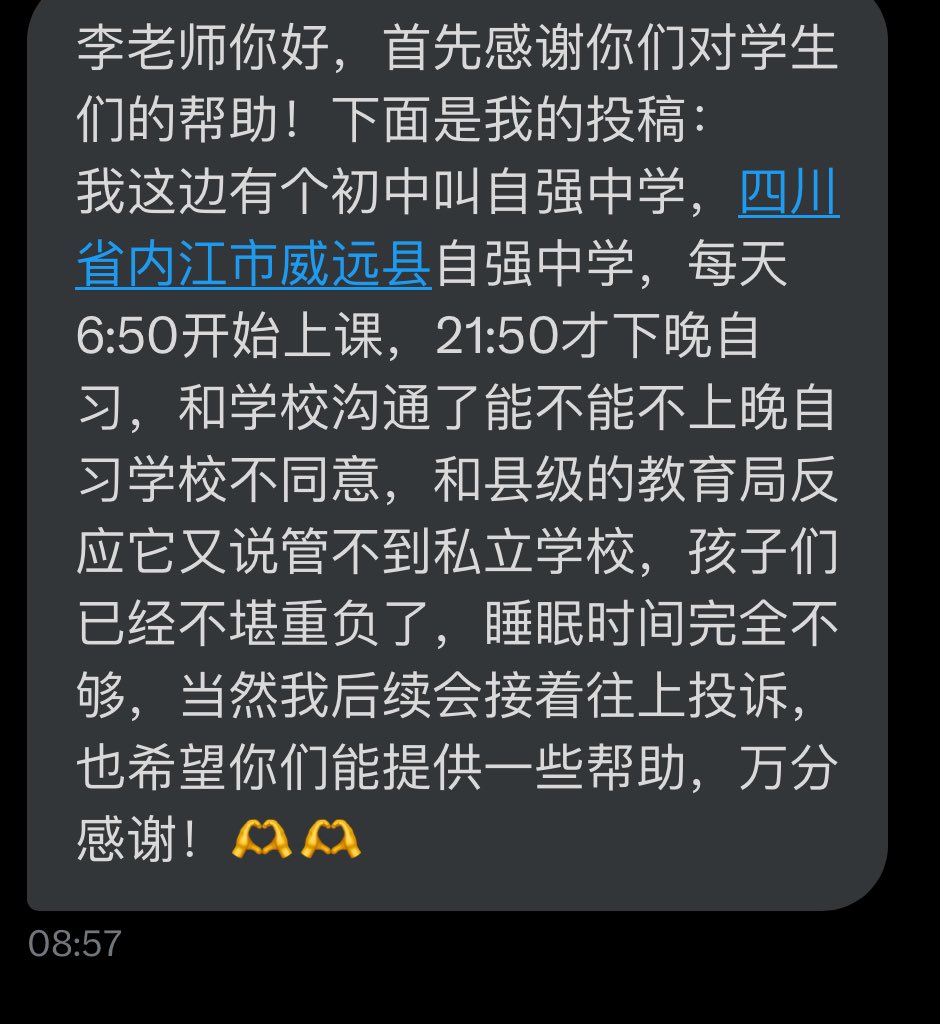 李老师你好，首先感谢你们对学生
们的帮助！下面是我的投稿：
我这边有个初中叫自强中学，四川
省内江市威远县自强中学，每天
6:50开始上课，21:50才下晚自
习，和学校沟通了能不能不上晚自
习学校不同意，和县级的教育局反
应它又说管不到私立学校，孩子们
已经不堪重负了，睡眠时间完全不
够，当然我后续会接着往上投诉，
也希望你们能提供一些帮助，万分
感谢！🫶🫶
08:57